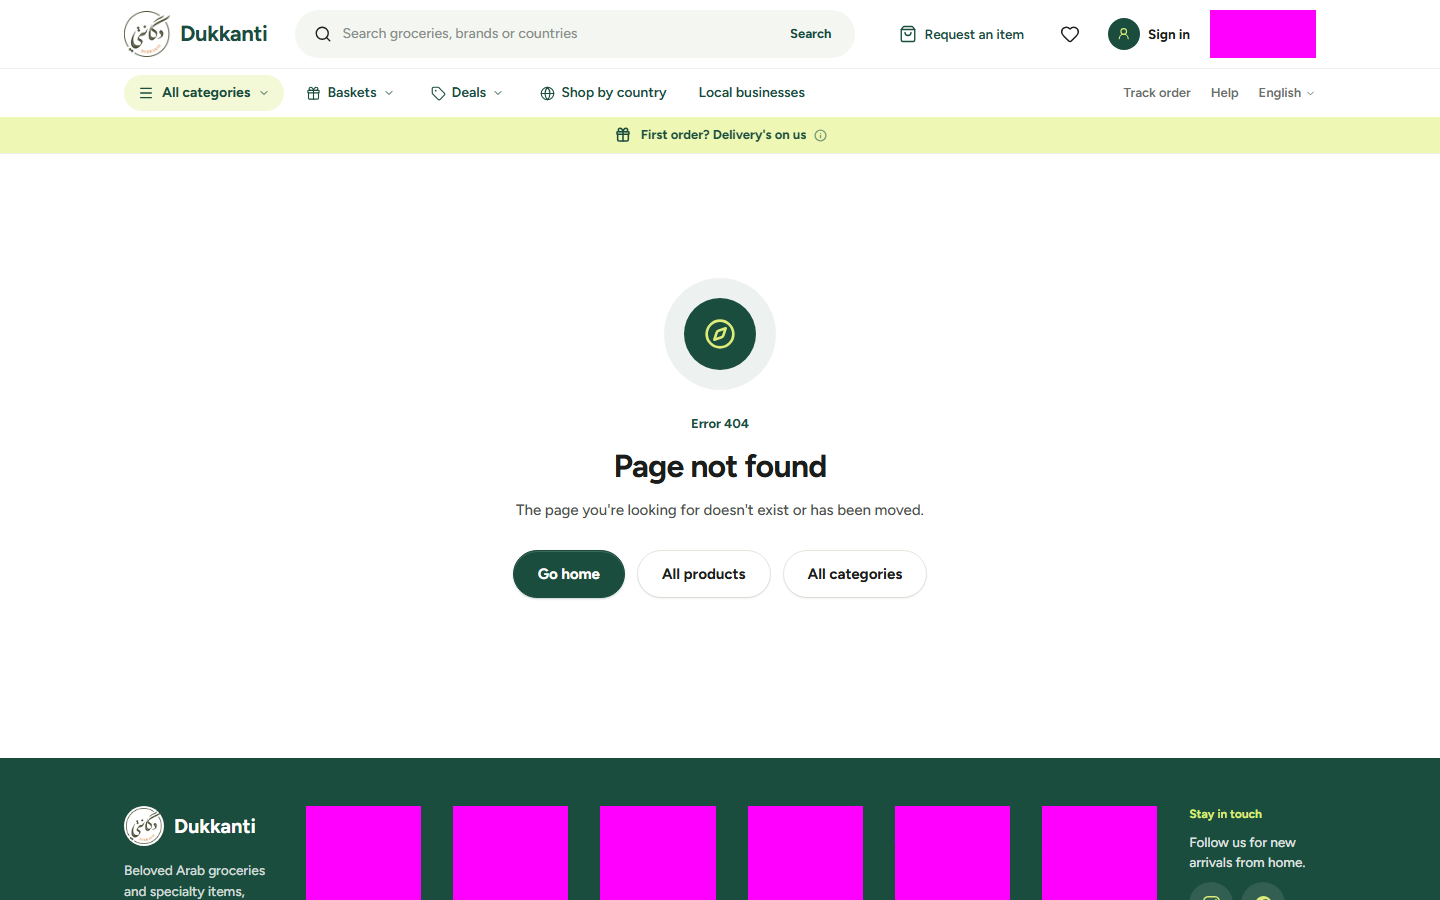 دكانتي
Dukkanti
Search groceries, brands or countries
Search
Request an item
Sign in
All categories
Baskets
Deals
Shop by country
Local businesses
Track order
Help
English
First order? Delivery's on us
Error 404
Page not found
The page you're looking for doesn't exist or has been moved.
Go home
All products
All categories
دكانتي
Dukkanti
Beloved Arab groceries
and specialty items,
Stay in touch
Follow us for new
arrivals from home.